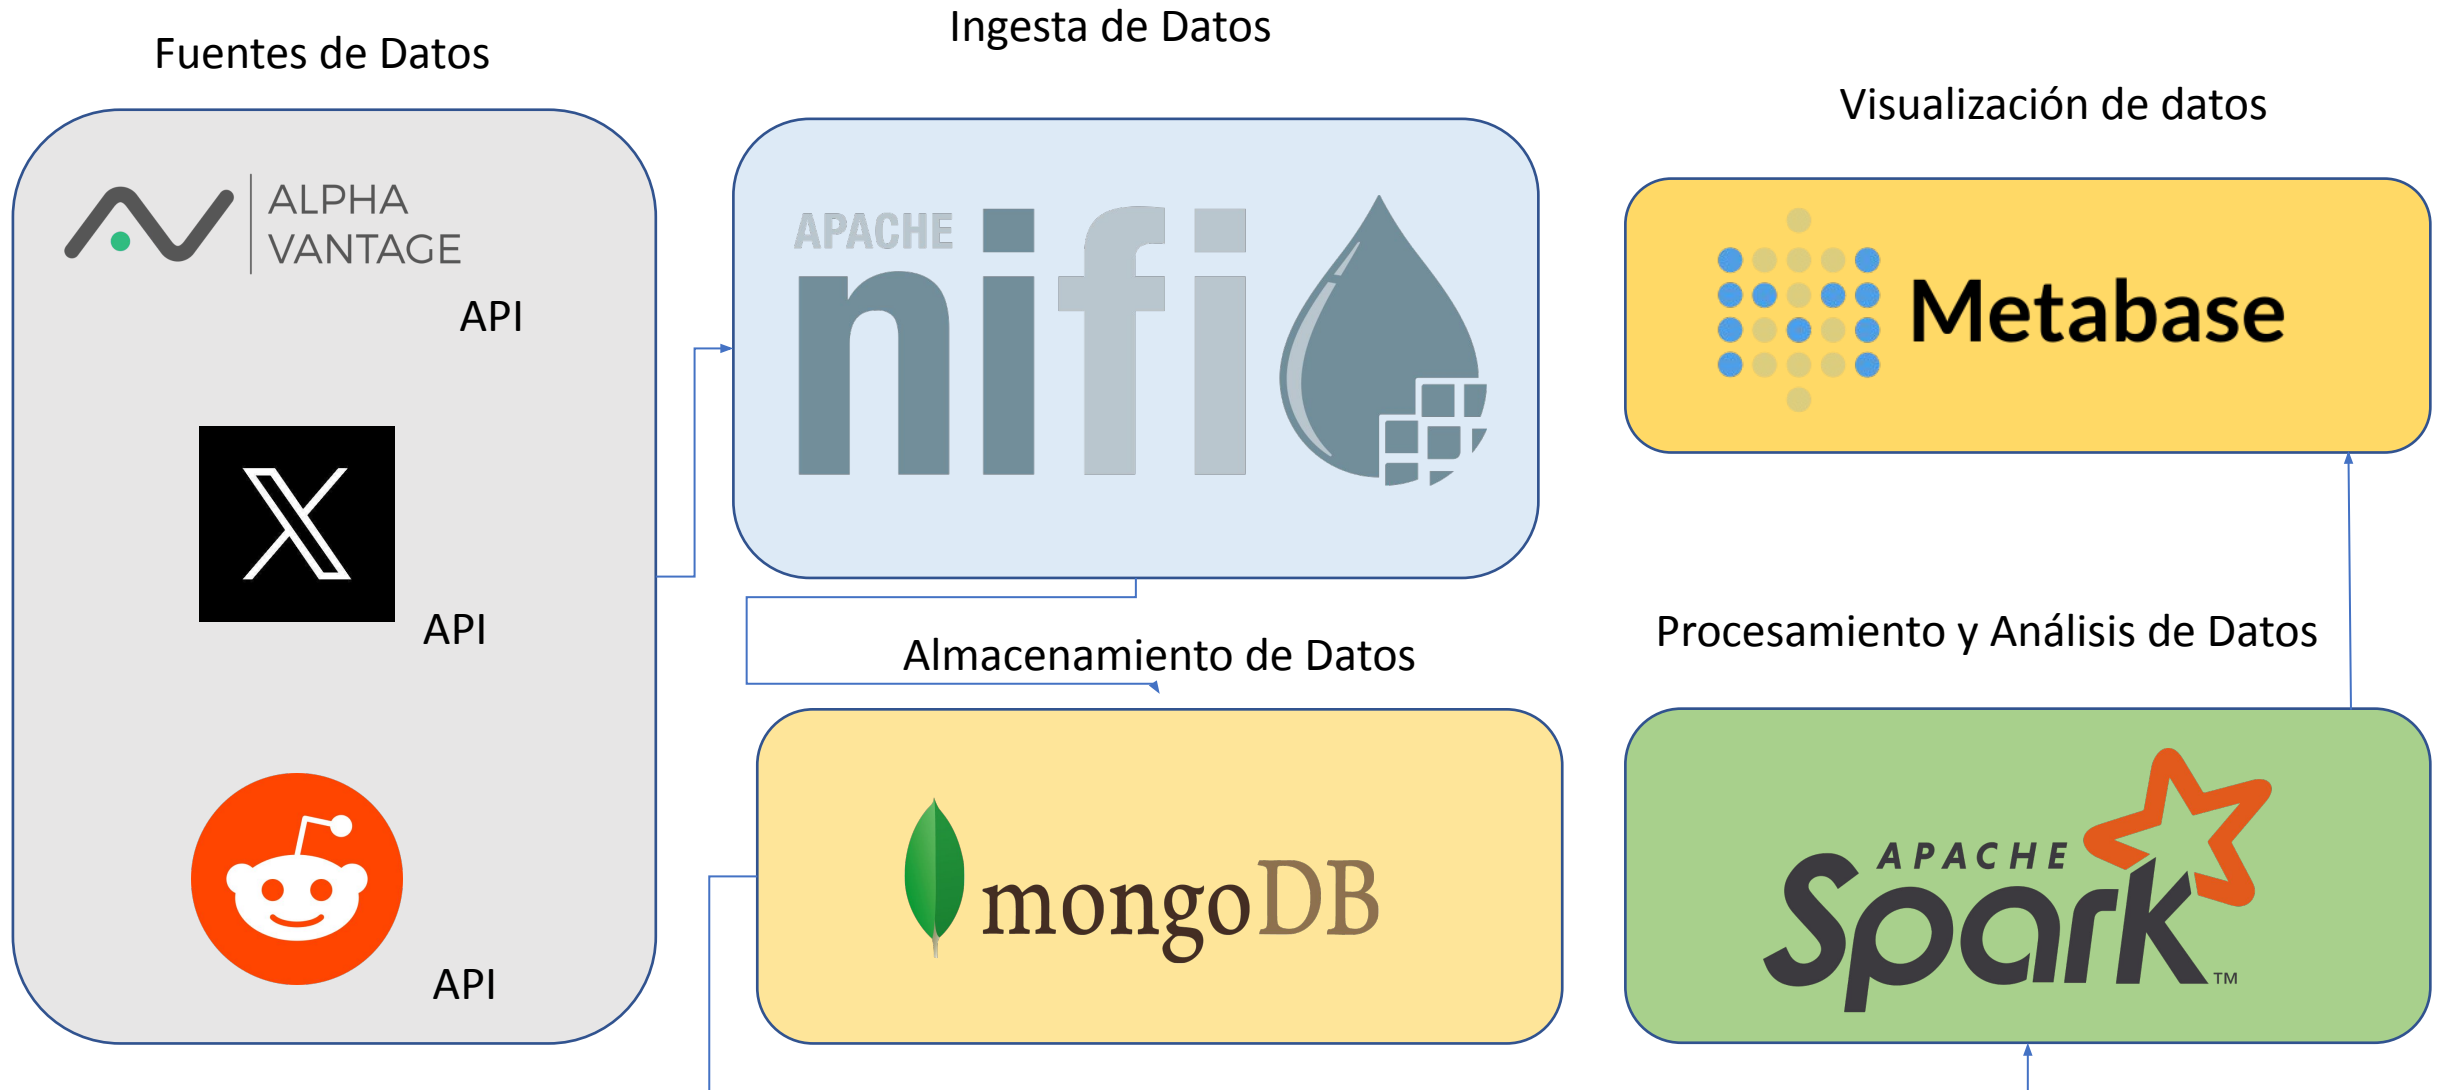 Fuentes de Datos
ALPHA
VANTAGE
API
API
API
Ingesta de Datos
APACHE
nifi
Almacenamiento de Datos
mongoDB
Visualización de datos
Metabase
Procesamiento y Análisis de Datos
APACHE
Spark
TM